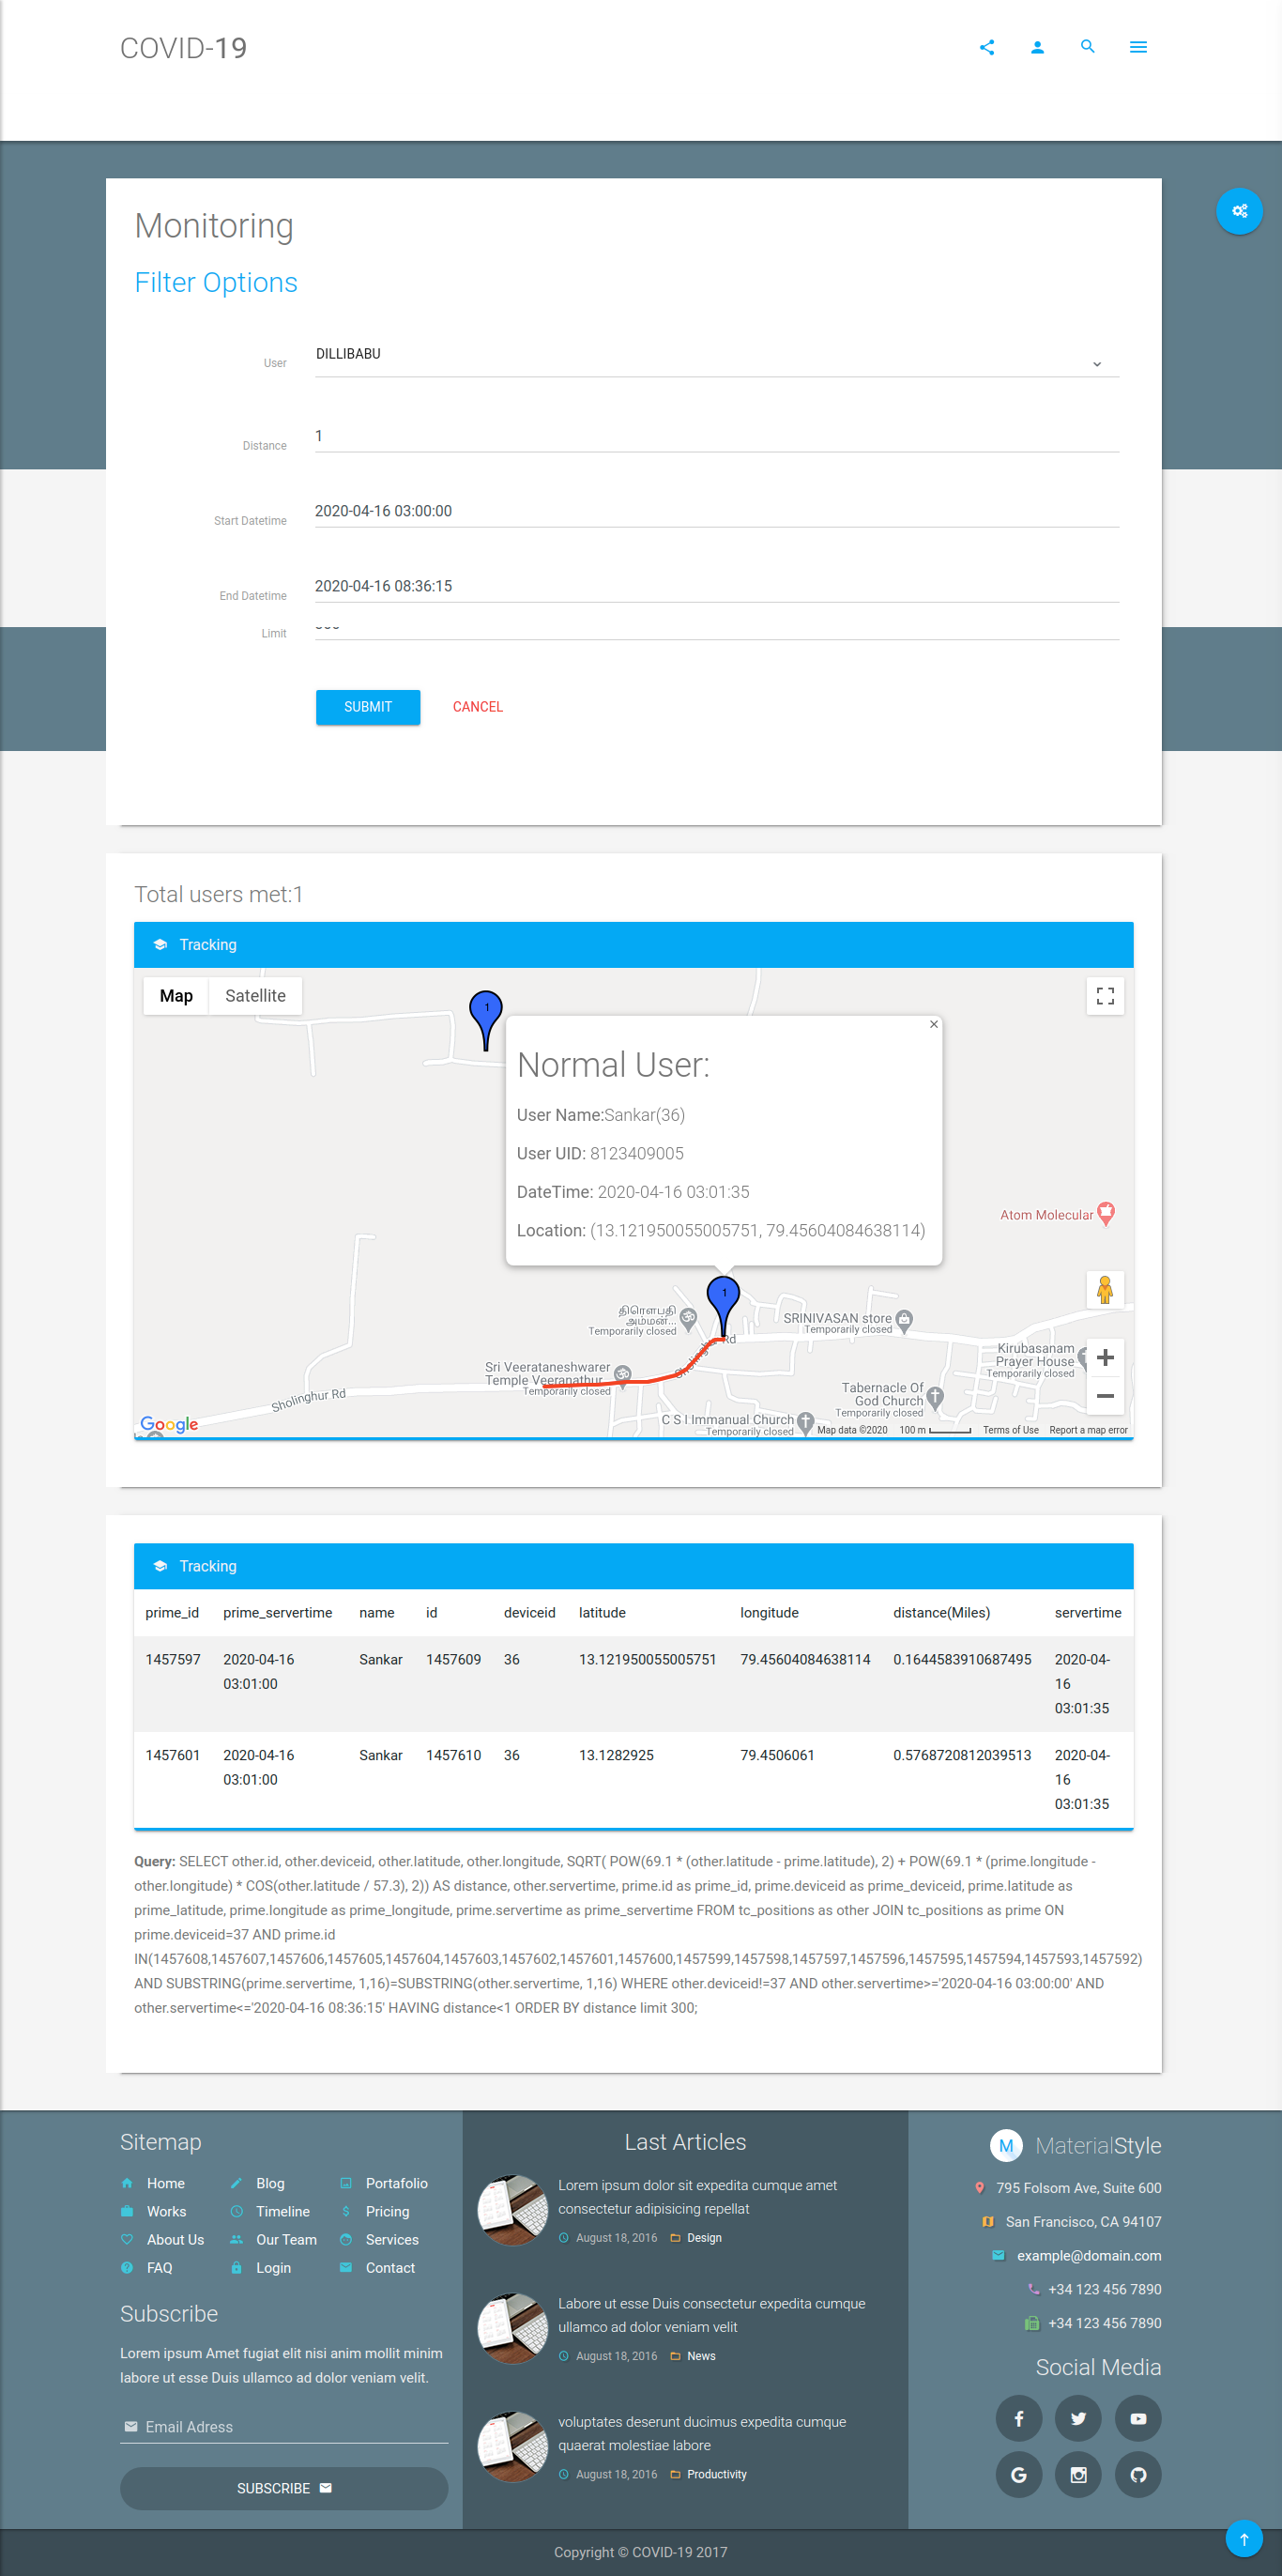 COVID-19
Monitoring
Filter Options
User
DILLIBABU
Distance
1
Start Datetime
2020-04-16 03:00:00
End Datetime
2020-04-16 08:36:15
Limit
SUBMIT
CANCEL
Total users met:1
Tracking
Map
Satellite
1
Normal User:
User Name:Sankar(36)
User UID: 8123409005
DateTime: 2020-04-16 03:01:35
Location: (13.121950055005751, 79.45604084638114)
Atom Molecular
1
திரௌபதி
அம்மன்...
Temporarily closed
SRINIVASAN store
Temporarily closed
Sholinghur Rd
Kirubasanam
Prayer House
Temporarily closed
Sri Veerataneshwarer
Temple Veeranathur...
Temporarily closed
Sholinghur Rd
Tabernacle Of
God Church
Temporarily closed
C S I Immanual Church
Temporarily closed
Google
Map data ©2020
100 m
Terms of Use
Report a map error
Tracking
prime_id prime_servertime name id deviceid latitude longitude distance(Miles) servertime
1457597 2020-04-16 Sankar 1457609 36 13.121950055005751 79.45604084638114 0.1644583910687495 2020-04-
03:01:00 16
03:01:35
1457601 2020-04-16 Sankar 1457610 36 13.1282925 79.4506061 0.5768720812039513 2020-04-
03:01:00 16
03:01:35
Query: SELECT other.id, other.deviceid, other.latitude, other.longitude, SQRT( POW(69.1 * (other.latitude - prime.latitude), 2) + POW(69.1 * (prime.longitude -
other.longitude) * COS(other.latitude / 57.3), 2)) AS distance, other.servertime, prime.id as prime_id, prime.deviceid as prime_deviceid, prime.latitude as
prime_latitude, prime.longitude as prime_longitude, prime.servertime as prime_servertime FROM tc_positions as other JOIN tc_positions as prime ON
prime.deviceid=37 AND prime.id
IN(1457608,1457607,1457606,1457605,1457604,1457603,1457602,1457601,1457600,1457599,1457598,1457597,1457596,1457595,1457594,1457593,1457592)
AND SUBSTRING(prime.servertime, 1,16)=SUBSTRING(other.servertime, 1,16) WHERE other.deviceid!=37 AND other.servertime>='2020-04-16 03:00:00' AND
other.servertime<='2020-04-16 08:36:15' HAVING distance<1 ORDER BY distance limit 300;
Sitemap
Home Blog Portafolio
Works Timeline Pricing
About Us Our Team Services
FAQ Login Contact
Subscribe
Lorem ipsum Amet fugiat elit nisi anim mollit minim
labore ut esse Duis ullamco ad dolor veniam velit.
Email Adress
SUBSCRIBE
Last Articles
Lorem ipsum dolor sit expedita cumque amet
consectetur adipisicing repellat
August 18, 2016 Design
Labore ut esse Duis consectetur expedita cumque
ullamco ad dolor veniam velit
August 18, 2016 News
voluptates deserunt ducimus expedita cumque
quaerat molestiae labore
August 18, 2016 Productivity
M MaterialStyle
795 Folsom Ave, Suite 600
San Francisco, CA 94107
example@domain.com
+34 123 456 7890
+34 123 456 7890
Social Media
Copyright © COVID-19 2017